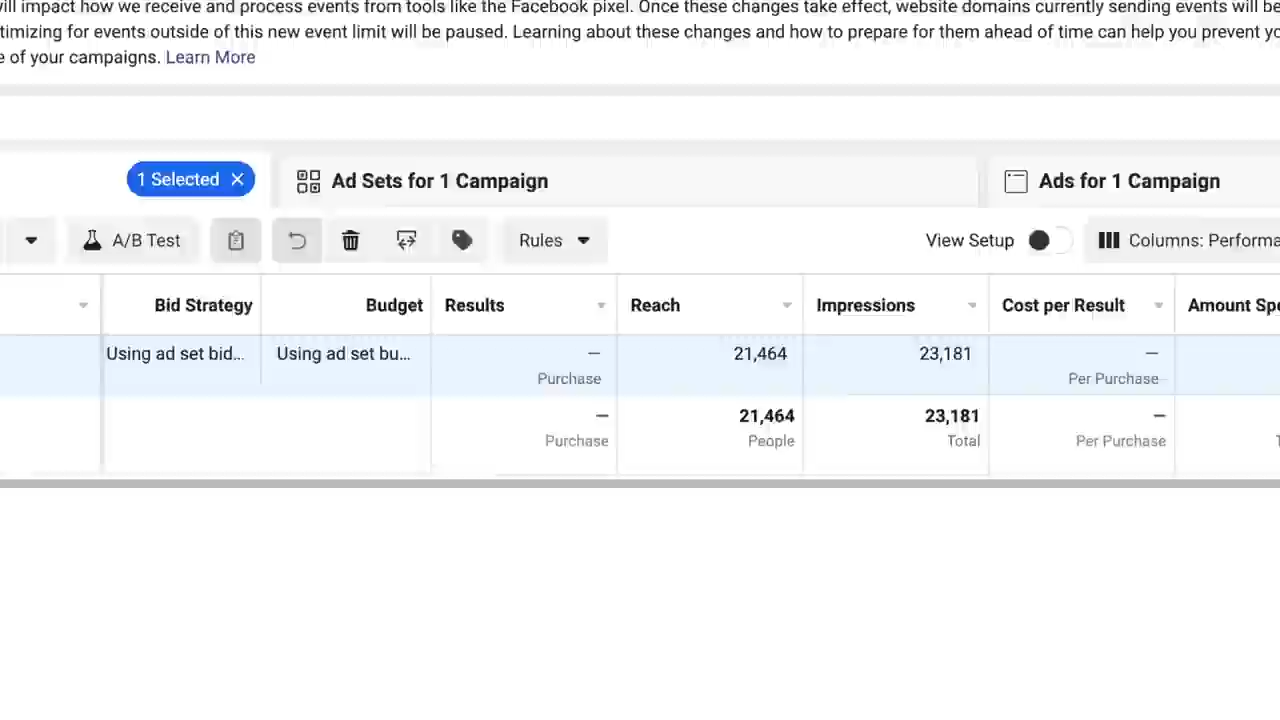 will impact how we receive and process events from tools like the Facebook pixel. Once these changes take effect, website domains currently sending events will be
timizing for events outside of this new event limit will be paused. Learning about these changes and how to prepare for them ahead of time can help you prevent yo
e of your campaigns. Learn More
1 Selected
Ad Sets for 1 Campaign
Ads for 1 Campaign
A/B Test
Rules
View Setup
Columns: Performa
Bid Strategy Budget Results Reach Impressions Cost per Result Amount Spe
Using ad set bid... Using ad set bu... — 21,464 23,181 —
Purchase Per Purchase
— 21,464 23,181 —
Purchase People Total Per Purchase T